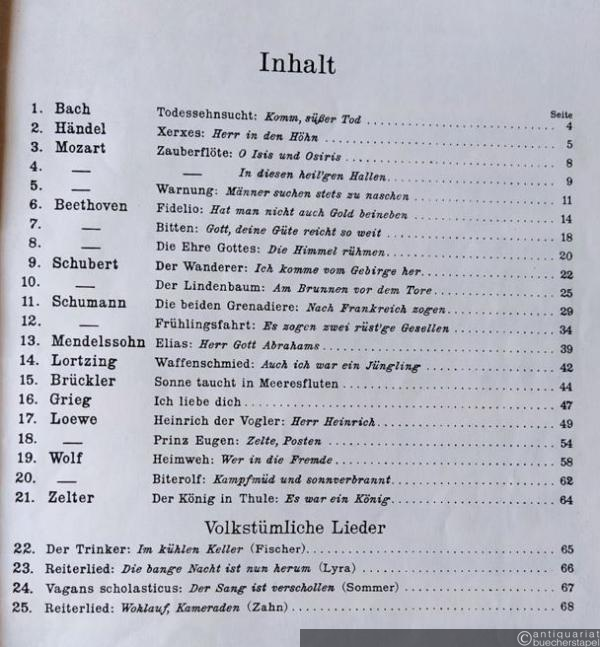 Inhalt
Seite
1. Bach Todessehnsucht: Komm, süßer Tod 4
2. Händel Xerxes: Herr in den Höhn 5
3. Mozart Zauberflöte: O Isis und Osiris 8
4. — — In diesen heil'gen Hallen 9
5. — Warnung: Männer suchen stets zu naschen 11
6. Beethoven Fidelio: Hat man nicht auch Gold beineben 14
7. — Bitten: Gott, deine Güte reicht so weit 18
8. — Die Ehre Gottes: Die Himmel rühmen 20
9. Schubert Der Wanderer: Ich komme vom Gebirge her 22
10. — Der Lindenbaum: Am Brunnen vor dem Tore 25
11. Schumann Die beiden Grenadiere: Nach Frankreich zogen 29
12. — Frühlingsfahrt: Es zogen zwei rüst'ge Gesellen 34
13. Mendelssohn Elias: Herr Gott Abrahams 39
14. Lortzing Waffenschmied: Auch ich war ein Jüngling 42
15. Brückler Sonne taucht in Meeresfluten 44
16. Grieg Ich liebe dich 47
17. Loewe Heinrich der Vogler: Herr Heinrich 49
18. — Prinz Eugen: Zelte, Posten 54
19. Wolf Heimweh: Wer in die Fremde 58
20. — Biterolf: Kampfmüd und sonnverbrannt 62
21. Zelter Der König in Thule: Es war ein König 64
Volkstümliche Lieder
22. Der Trinker: Im kühlen Keller (Fischer) 65
23. Reiterlied: Die bange Nacht ist nun herum (Lyra) 66
24. Vagans scholasticus: Der Sang ist verschollen (Sommer) 67
25. Reiterlied: Wohlauf, Kameraden (Zahn) 68
©antiquariat
buecherstapel